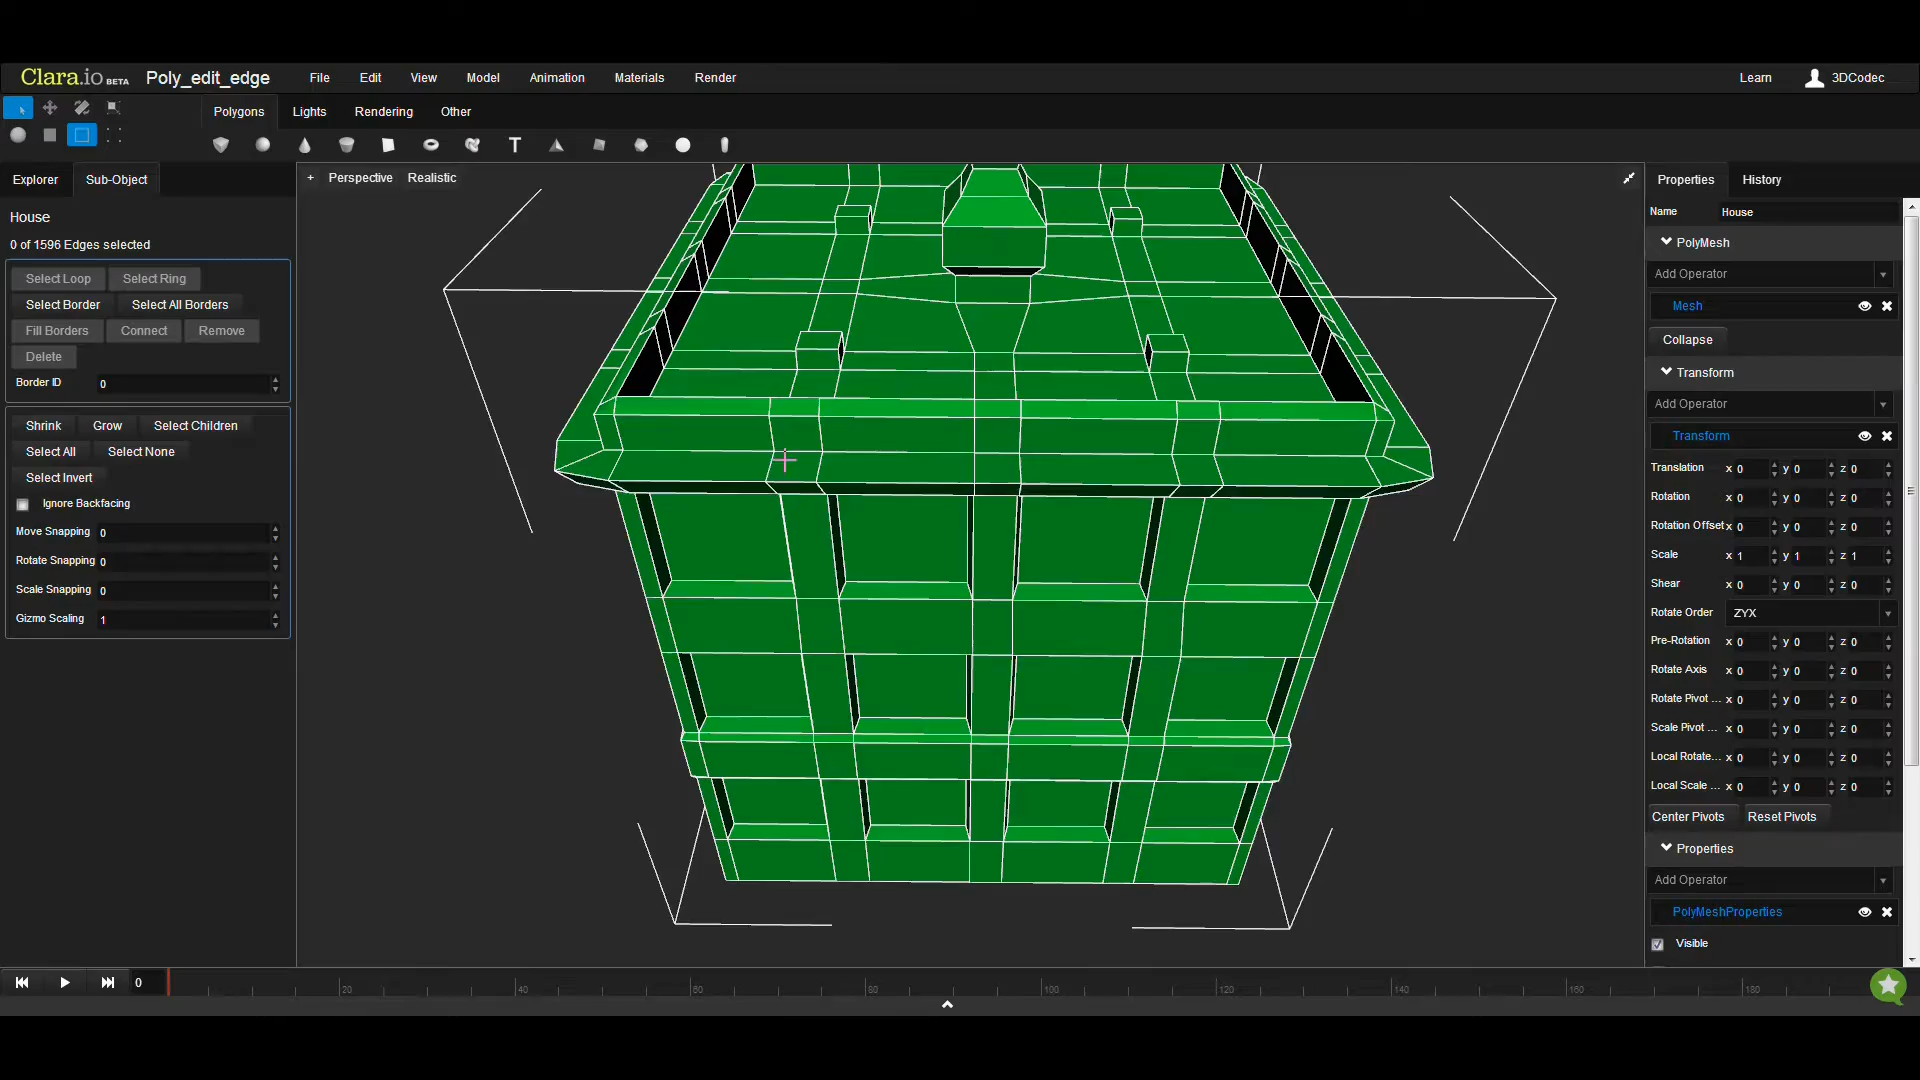 Clara.io BETA Poly_edit_edge File Edit View Model Animation Materials Render Learn 3DCodec
Polygons Lights Rendering Other
T
Explorer Sub-Object
+ Perspective Realistic
Properties History
House
Name House
0 of 1596 Edges selected
PolyMesh
Select Loop Select Ring
Add Operator
Select Border Select All Borders
Mesh
Fill Borders Connect Remove
Collapse
Delete
Transform
Border ID 0
Add Operator
Shrink Grow Select Children
Transform
Select All Select None
Translation x 0 y 0 z 0
Select Invert
Rotation x 0 y 0 z 0
Ignore Backfacing
Rotation Offset x 0 y 0 z 0
Move Snapping 0
Scale x 1 y 1 z 1
Rotate Snapping 0
Shear x 0 y 0 z 0
Scale Snapping 0
Rotate Order ZYX
Gizmo Scaling 1
Pre-Rotation x 0 y 0 z 0
Rotate Axis x 0 y 0 z 0
Rotate Pivot ... x 0 y 0 z 0
Scale Pivot ... x 0 y 0 z 0
Local Rotate... x 0 y 0 z 0
Local Scale ... x 0 y 0 z 0
Center Pivots Reset Pivots
Properties
Add Operator
PolyMeshProperties
Visible
0 20 40 60 80 100 120 140 160 180